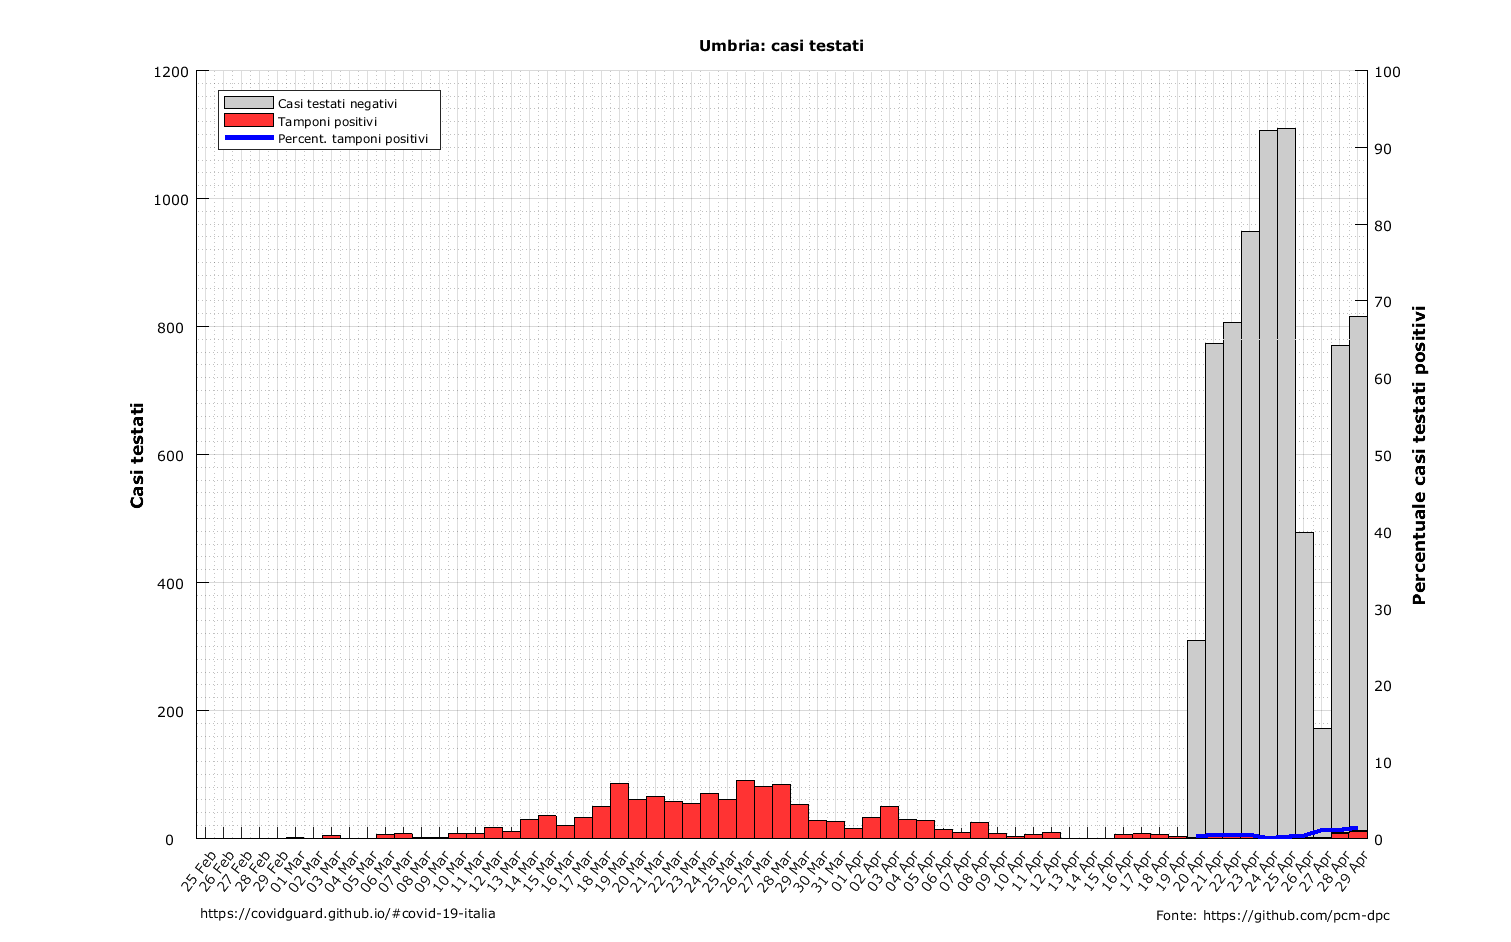 Umbria: casi testati
Casi testati negativi
Tamponi positivi
Percent. tamponi positivi
Casi testati
1200
1000
800
600
400
200
0
Percentuale casi testati positivi
100
90
80
70
60
50
40
30
20
10
0
25 Feb
26 Feb
27 Feb
28 Feb
29 Feb
01 Mar
02 Mar
03 Mar
04 Mar
05 Mar
06 Mar
07 Mar
08 Mar
09 Mar
10 Mar
11 Mar
12 Mar
13 Mar
14 Mar
15 Mar
16 Mar
17 Mar
18 Mar
19 Mar
20 Mar
21 Mar
22 Mar
23 Mar
24 Mar
25 Mar
26 Mar
27 Mar
28 Mar
29 Mar
30 Mar
31 Mar
01 Apr
02 Apr
03 Apr
04 Apr
05 Apr
06 Apr
07 Apr
08 Apr
09 Apr
10 Apr
11 Apr
12 Apr
13 Apr
14 Apr
15 Apr
16 Apr
17 Apr
18 Apr
19 Apr
20 Apr
21 Apr
22 Apr
23 Apr
24 Apr
25 Apr
26 Apr
27 Apr
28 Apr
29 Apr
https://covidguard.github.io/#covid-19-italia
Fonte: https://github.com/pcm-dpc